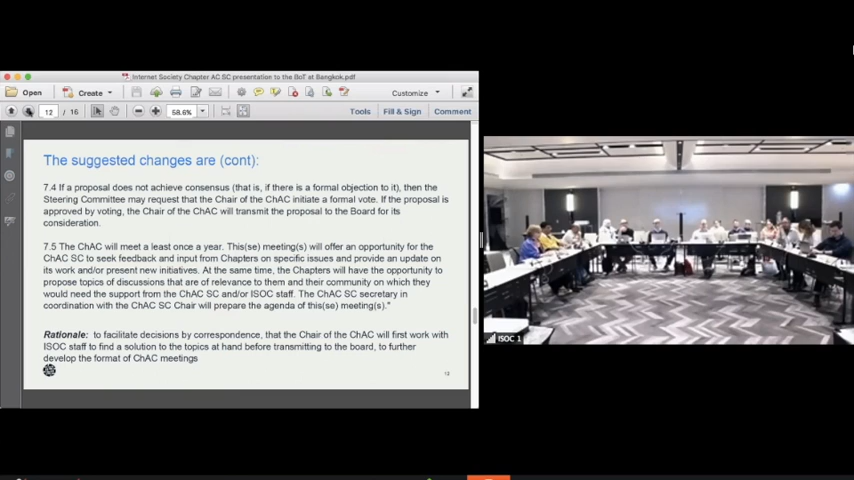 Internet Society Chapter AC SC presentation to the BoT at Bangkok.pdf
Open
Create
Customize
12 / 16
58.6%
Tools
Fill & Sign
Comment
The suggested changes are (cont):
7.4 If a proposal does not achieve consensus (that is, if there is a formal objection to it), then the
Steering Committee may request that the Chair of the ChAC initiate a formal vote. If the proposal is
approved by voting, the Chair of the ChAC will transmit the proposal to the Board for its
consideration.
7.5 The ChAC will meet a least once a year. This(se) meeting(s) will offer an opportunity for the
ChAC SC to seek feedback and input from Chapters on specific issues and provide an update on
its work and/or present new initiatives. At the same time, the Chapters will have the opportunity to
propose topics of discussions that are of relevance to them and their community on which they
would need the support from the ChAC SC and/or ISOC staff. The ChAC SC secretary in
coordination with the ChAC SC Chair will prepare the agenda of this(se) meeting(s)."
Rationale: to facilitate decisions by correspondence, that the Chair of the ChAC will first work with
ISOC staff to find a solution to the topics at hand before transmitting to the board, to further
develop the format of ChAC meetings
ISOC 1